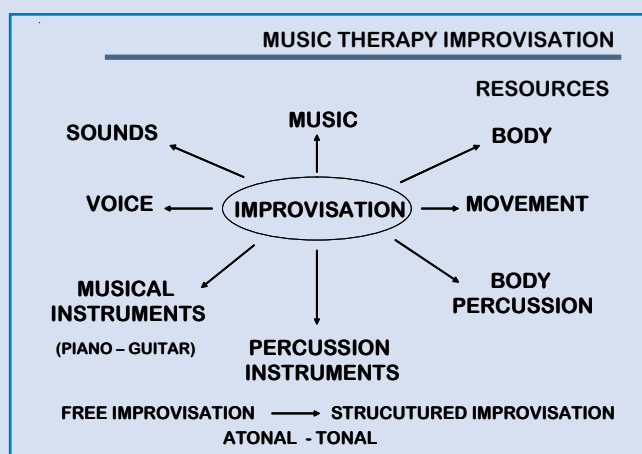 MUSIC THERAPY IMPROVISATION
RESOURCES
MUSIC
SOUNDS
BODY
VOICE
IMPROVISATION
MOVEMENT
MUSICAL
INSTRUMENTS
(PIANO – GUITAR)
BODY
PERCUSSION
PERCUSSION
INSTRUMENTS
FREE IMPROVISATION
STRUCUTURED IMPROVISATION
ATONAL - TONAL